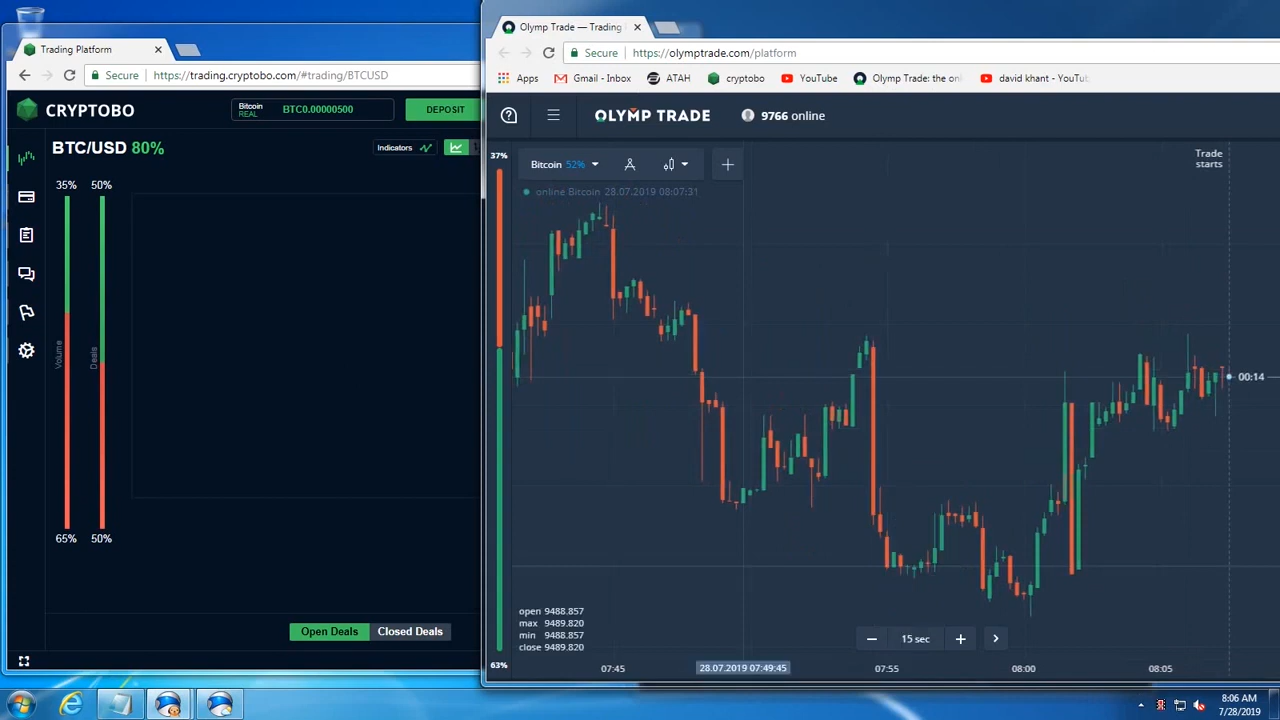 Trading Platform
Secure https://trading.cryptobo.com/#trading/BTCUSD
CRYPTOBO
Bitcoin
REAL
BTC0.00000500
DEPOSIT
BTC/USD 80%
Indicators
35% 50%
Volume
Deals
65% 50%
Open Deals Closed Deals
Olymp Trade — Trading
Secure https://olymptrade.com/platform
Apps Gmail - Inbox ATAH cryptobo YouTube Olymp Trade: the onl david khant - YouTu
OLYMP TRADE 9766 online
37%
Bitcoin 52%
Trade
starts
online Bitcoin 28.07.2019 08:07:31
00:14
open 9488.857
max 9489.820
min 9488.857
close 9489.820
15 sec
63%
07:45 28.07.2019 07:49:45 07:55 08:00 08:05
8:06 AM
7/28/2019